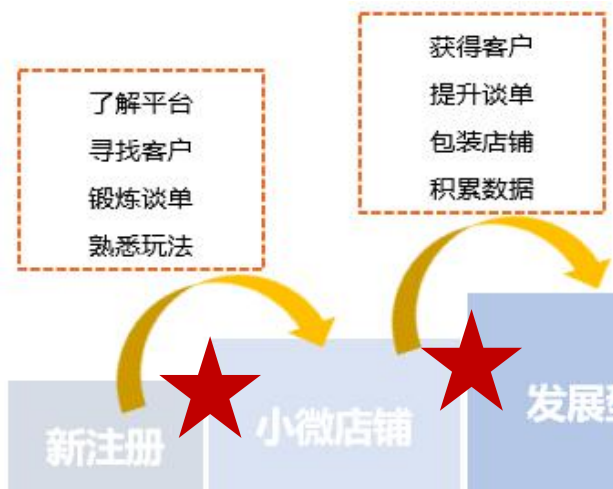 获得客户
提升谈单
包装店铺
积累数据
了解平台
寻找客户
锻炼谈单
熟悉玩法
新注册
小微店铺
发展